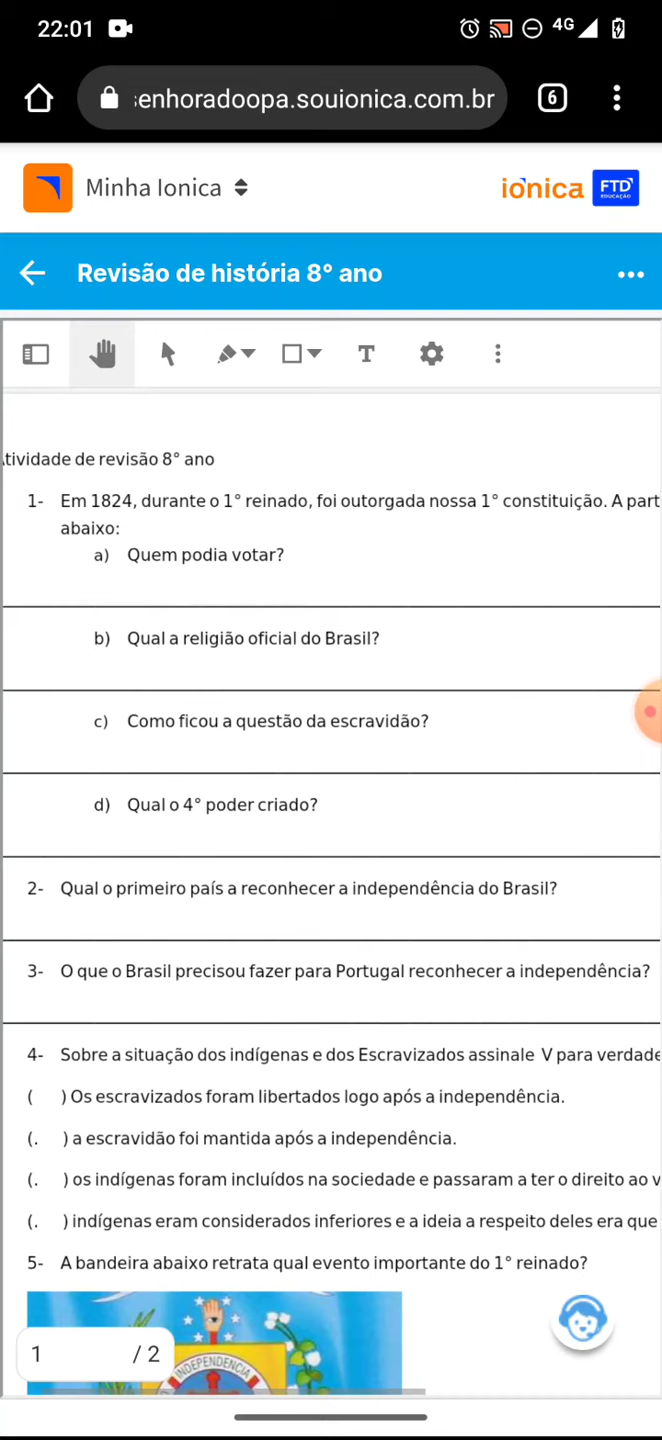 22:01
4G
:enhoradoopa.souionica.com.br
6
Minha Ionica
ionica
FTD
EDUCAÇÃO
Revisão de história 8° ano
T
tividade de revisão 8° ano
1- Em 1824, durante o 1° reinado, foi outorgada nossa 1° constituição. A part
abaixo:
a) Quem podia votar?
b) Qual a religião oficial do Brasil?
c) Como ficou a questão da escravidão?
d) Qual o 4° poder criado?
2- Qual o primeiro país a reconhecer a independência do Brasil?
3- O que o Brasil precisou fazer para Portugal reconhecer a independência?
4- Sobre a situação dos indígenas e dos Escravizados assinale V para verdade
( ) Os escravizados foram libertados logo após a independência.
(. ) a escravidão foi mantida após a independência.
(. ) os indígenas foram incluídos na sociedade e passaram a ter o direito ao v
(. ) indígenas eram considerados inferiores e a ideia a respeito deles era que
5- A bandeira abaixo retrata qual evento importante do 1° reinado?
INDEPENDENCIA
1 / 2